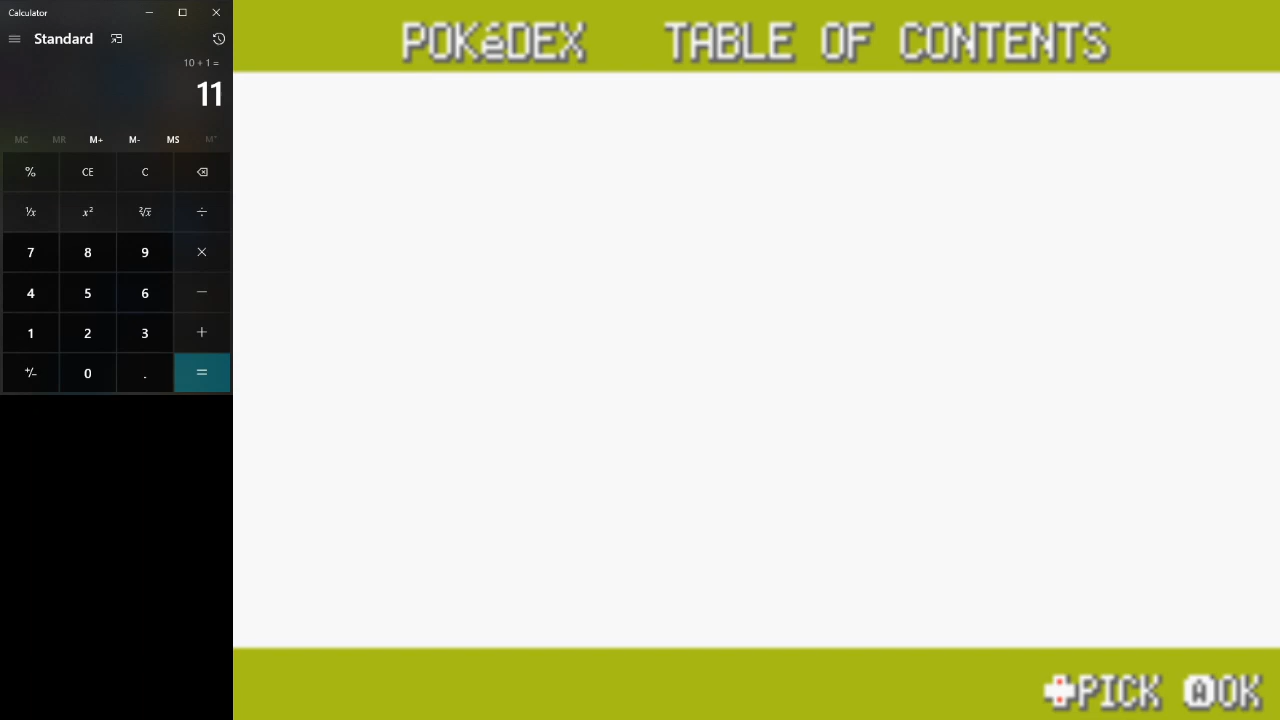 Calculator
Standard
10 + 1 =
11
MC MR M+ M- MS M˅
% CE C
¹/x x² ²√x ÷
7 8 9 ×
4 5 6 −
1 2 3 +
+/- 0 . =
POKéDEX TABLE OF CONTENTS
PICK A OK